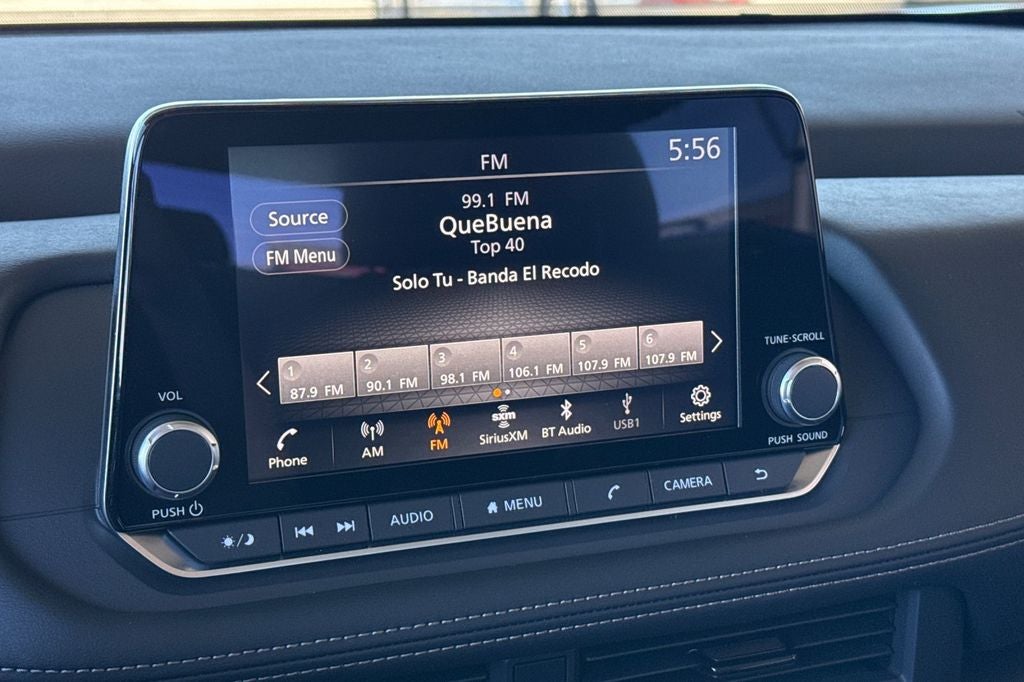 FM
5:56
99.1 FM
QueBuena
Top 40
Solo Tu - Banda El Recodo
Source
FM Menu
1
87.9 FM
2
90.1 FM
3
98.1 FM
4
106.1 FM
5
107.9 FM
6
107.9 FM
Phone
AM
FM
sxm
SiriusXM
BT Audio
USB1
Settings
VOL
PUSH
TUNE·SCROLL
PUSH SOUND
AUDIO
MENU
CAMERA